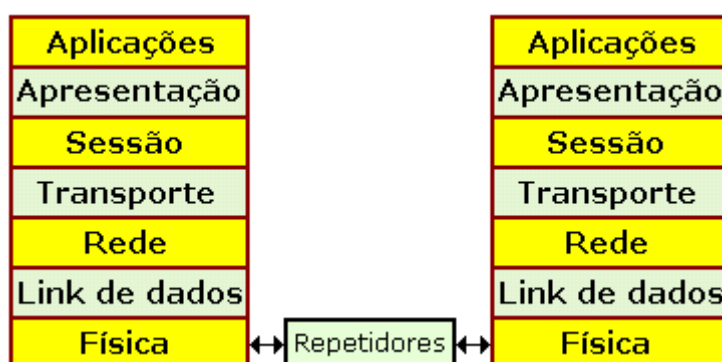 Aplicações
Apresentação
Sessão
Transporte
Rede
Link de dados
Física
Repetidores
Aplicações
Apresentação
Sessão
Transporte
Rede
Link de dados
Física